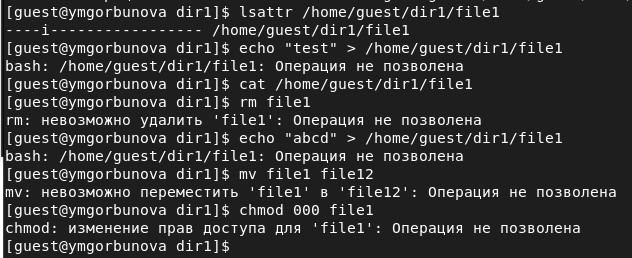 [guest@ymgorbunova dir1]$ lsattr /home/guest/dir1/file1
----i----------------- /home/guest/dir1/file1
[guest@ymgorbunova dir1]$ echo "test" > /home/guest/dir1/file1
bash: /home/guest/dir1/file1: Операция не позволена
[guest@ymgorbunova dir1]$ cat /home/guest/dir1/file1
[guest@ymgorbunova dir1]$ rm file1
rm: невозможно удалить 'file1': Операция не позволена
[guest@ymgorbunova dir1]$ echo "abcd" > /home/guest/dir1/file1
bash: /home/guest/dir1/file1: Операция не позволена
[guest@ymgorbunova dir1]$ mv file1 file12
mv: невозможно переместить 'file1' в 'file12': Операция не позволена
[guest@ymgorbunova dir1]$ chmod 000 file1
chmod: изменение прав доступа для 'file1': Операция не позволена
[guest@ymgorbunova dir1]$